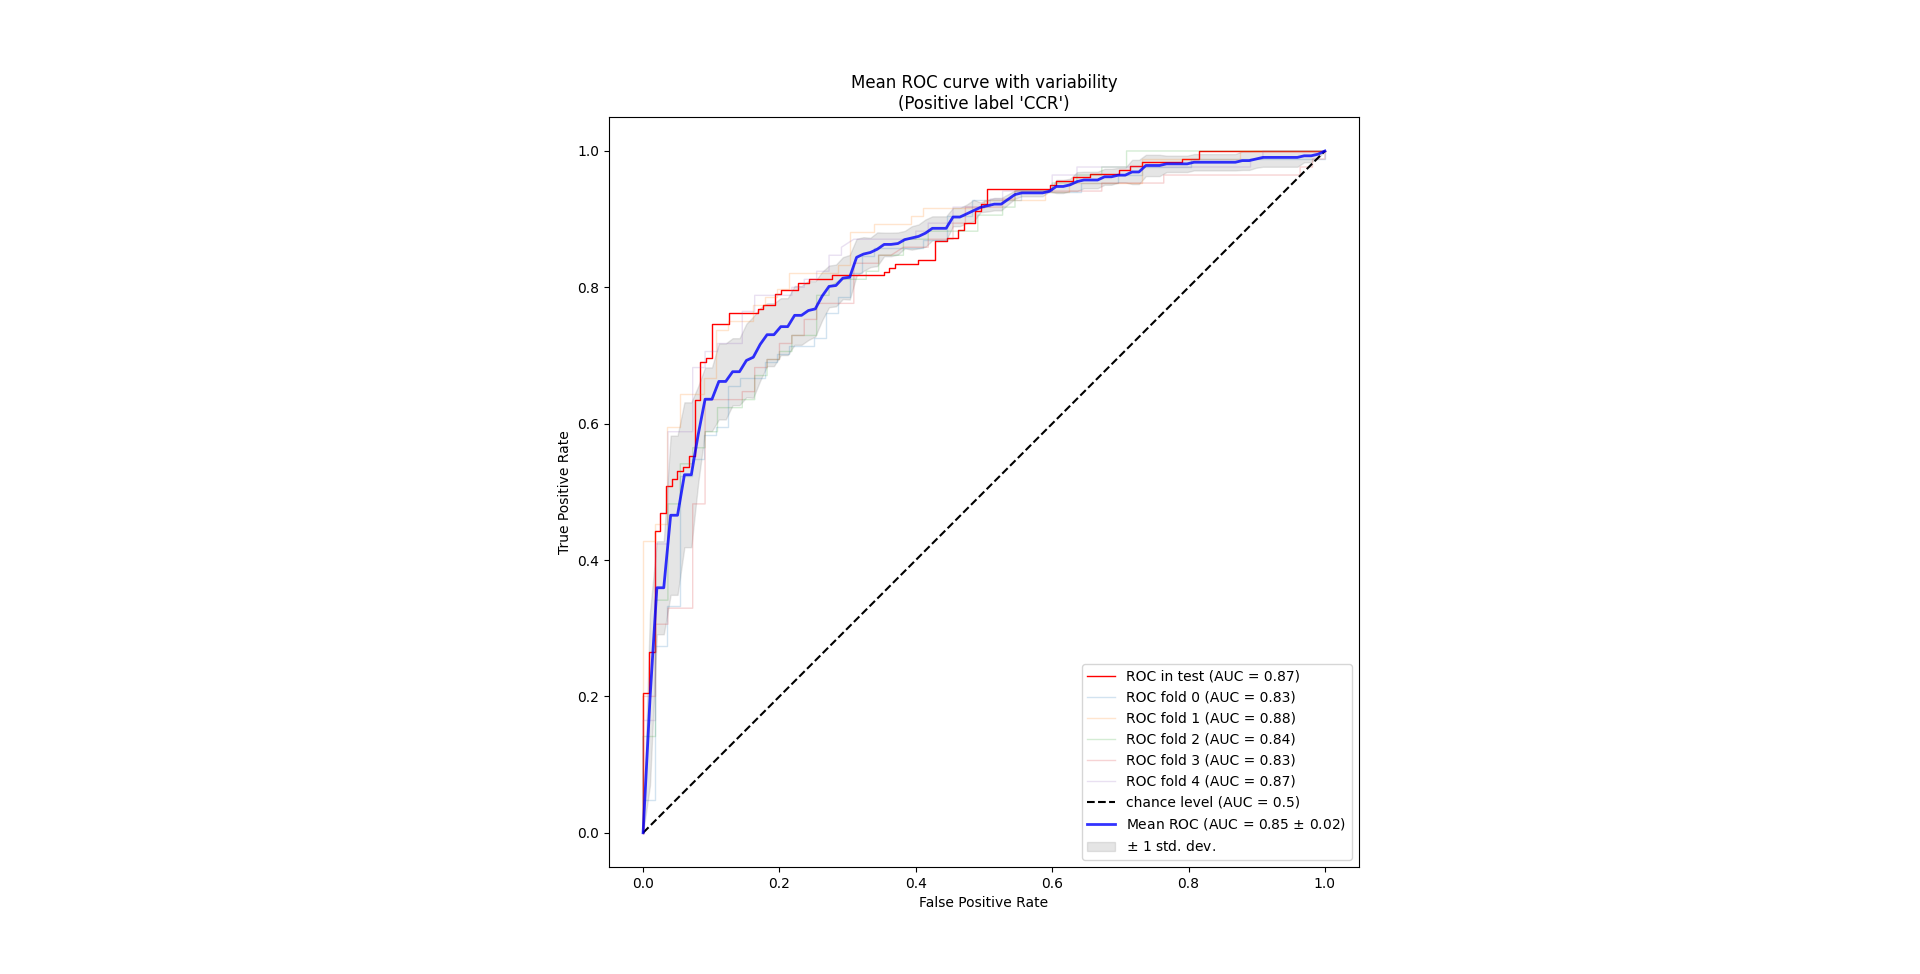 Mean ROC curve with variability
(Positive label 'CCR')
True Positive Rate
1.0
0.8
0.6
0.4
0.2
0.0
ROC in test (AUC = 0.87)
ROC fold 0 (AUC = 0.83)
ROC fold 1 (AUC = 0.88)
ROC fold 2 (AUC = 0.84)
ROC fold 3 (AUC = 0.83)
ROC fold 4 (AUC = 0.87)
chance level (AUC = 0.5)
Mean ROC (AUC = 0.85 ± 0.02)
± 1 std. dev.
0.0 0.2 0.4 0.6 0.8 1.0
False Positive Rate